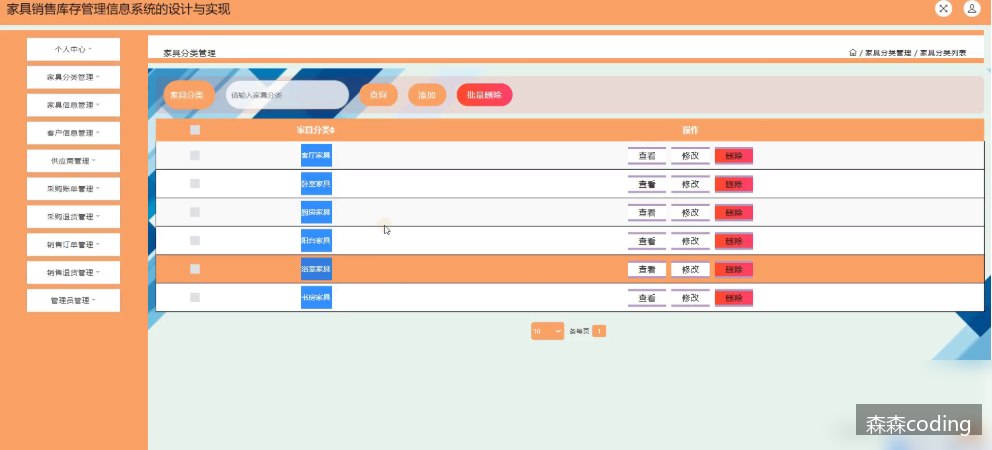 家具销售库存管理信息系统的设计与实现
个人中心
家具分类管理
家具信息管理
客户信息管理
供应商管理
采购账单管理
采购退货管理
销售订单管理
销售退货管理
管理员管理
家具分类管理
/ 家具分类管理 / 家具分类列表
家具分类 请输入家具分类 查询 添加 批量删除
家具分类 操作
客厅家具 查看 修改 删除
卧室家具 查看 修改 删除
厨房家具 查看 修改 删除
阳台家具 查看 修改 删除
浴室家具 查看 修改 删除
书房家具 查看 修改 删除
10 条每页 1
森森coding